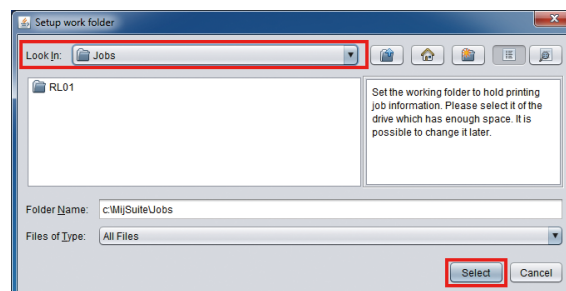 Setup work folder
Look In: Jobs
RL01
Set the working folder to hold printing
job information. Please select it of the
drive which has enough space. It is
possible to change it later.
Folder Name: c:\MijSuite\Jobs
Files of Type: All Files
Select Cancel